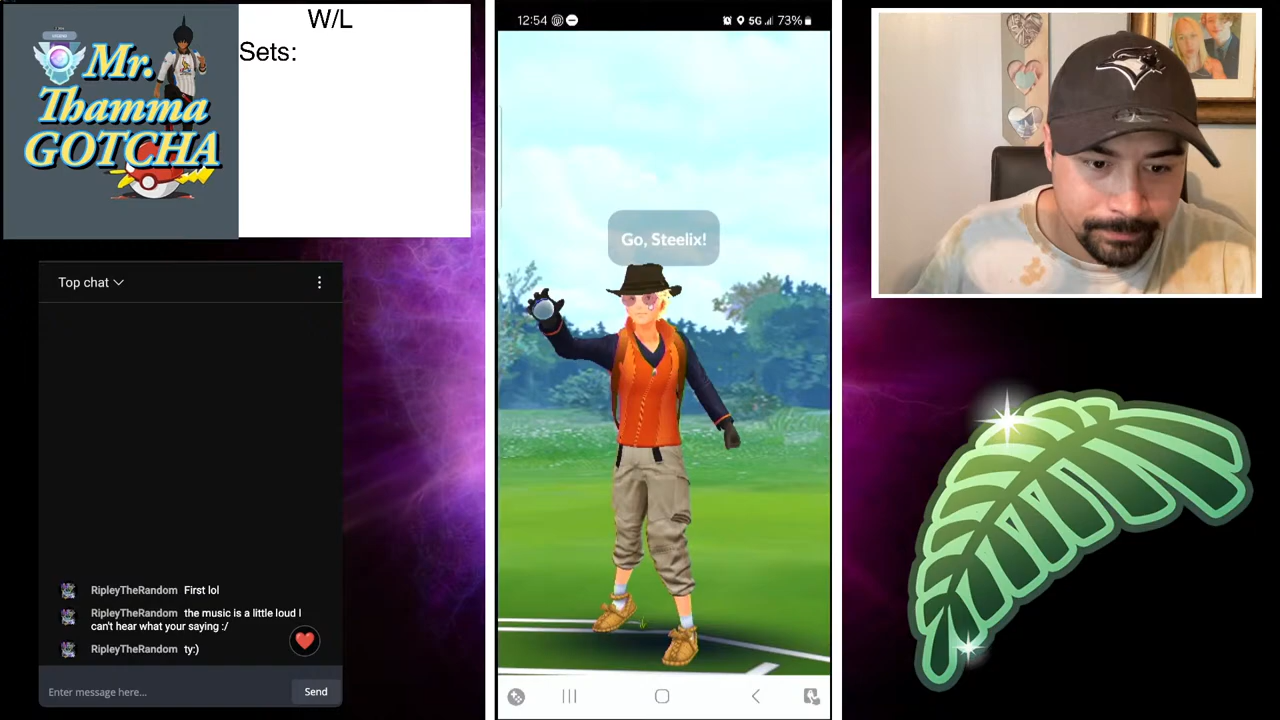 Mr.
Thamma
GOTCHA
W/L
Sets:
12:54
5G
73%
Go, Steelix!
Top chat
RipleyTheRandom First lol
RipleyTheRandom the music is a little loud I
can't hear what your saying :/
RipleyTheRandom ty:)
Enter message here...
Send